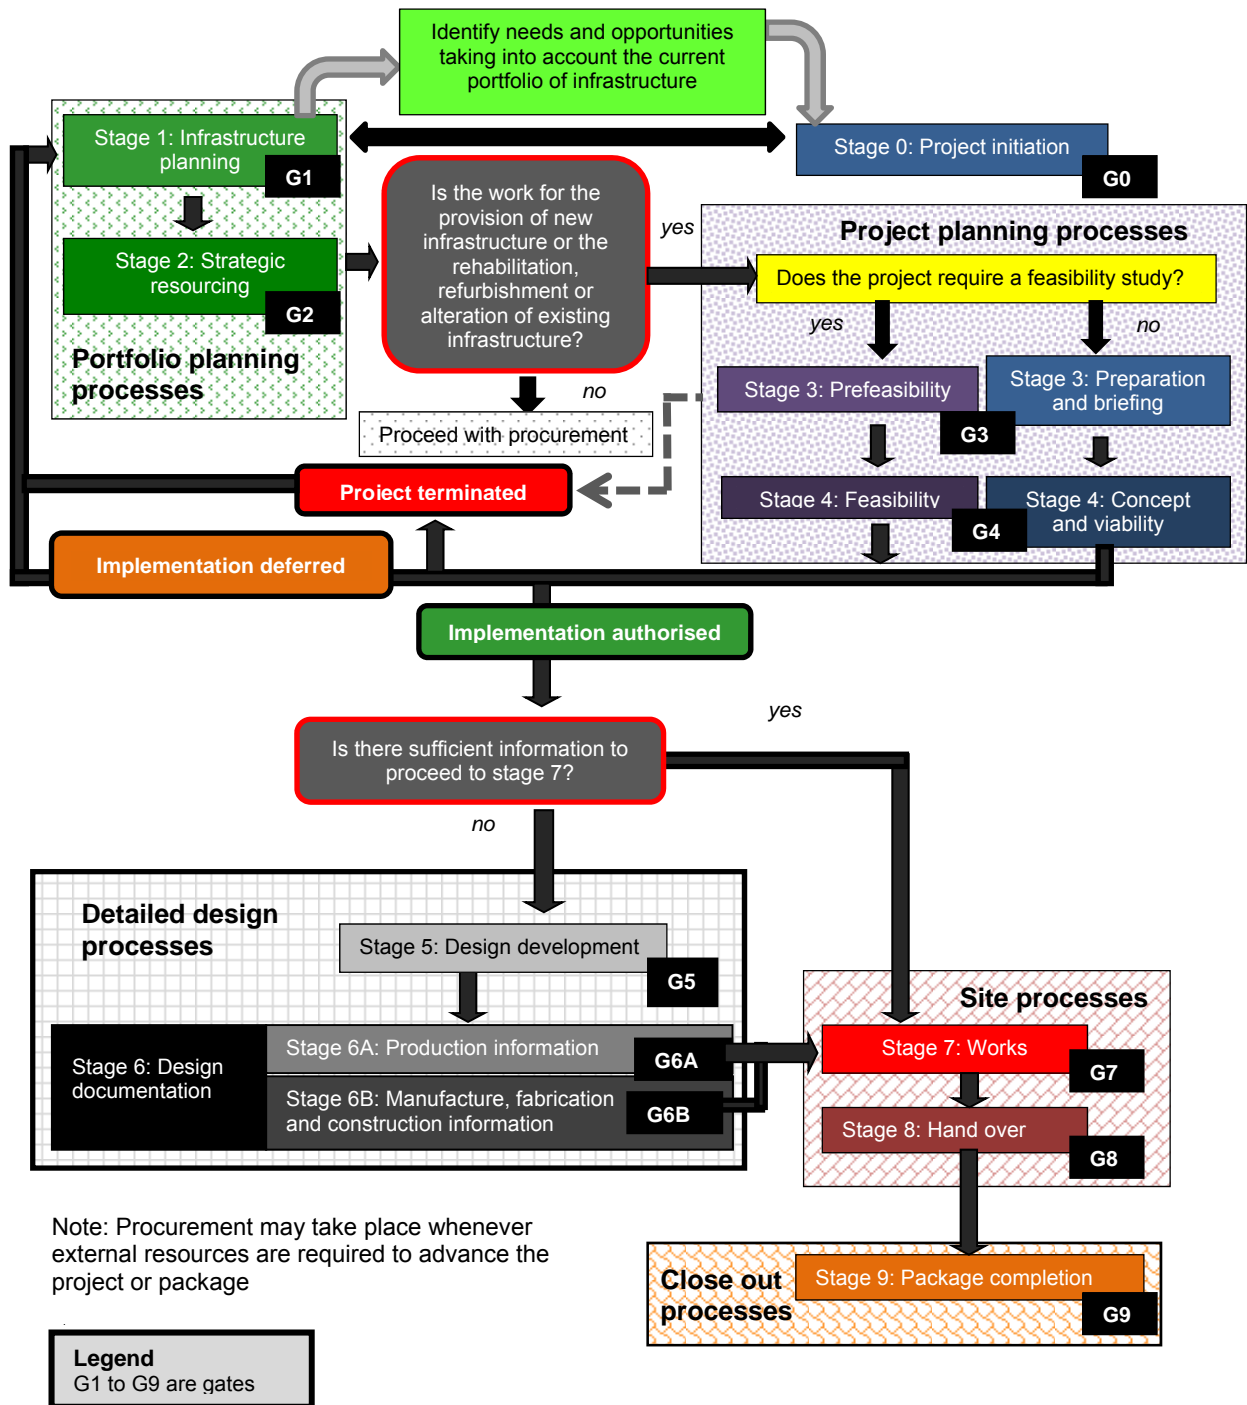 Identify needs and opportunities
taking into account the current
portfolio of infrastructure
Stage 1: Infrastructure
planning
G1
Stage 0: Project initiation
G0
Is the work for the
provision of new
infrastructure or the
rehabilitation,
refurbishment or
alteration of existing
infrastructure?
yes
no
Stage 2: Strategic
resourcing
G2
Portfolio planning
processes
Proceed with procurement
Project planning processes
Does the project require a feasibility study?
yes
no
Stage 3: Prefeasibility
Stage 3: Preparation
and briefing
G3
Stage 4: Feasibility
Stage 4: Concept
and viability
G4
Project terminated
Implementation deferred
Implementation authorised
Is there sufficient information to
proceed to stage 7?
yes
no
Detailed design
processes
Stage 5: Design development
G5
Stage 6: Design
documentation
Stage 6A: Production information
G6A
Stage 6B: Manufacture, fabrication
and construction information
G6B
Site processes
Stage 7: Works
G7
Stage 8: Hand over
G8
Note: Procurement may take place whenever
external resources are required to advance the
project or package
Close out
processes
Stage 9: Package completion
G9
Legend
G1 to G9 are gates